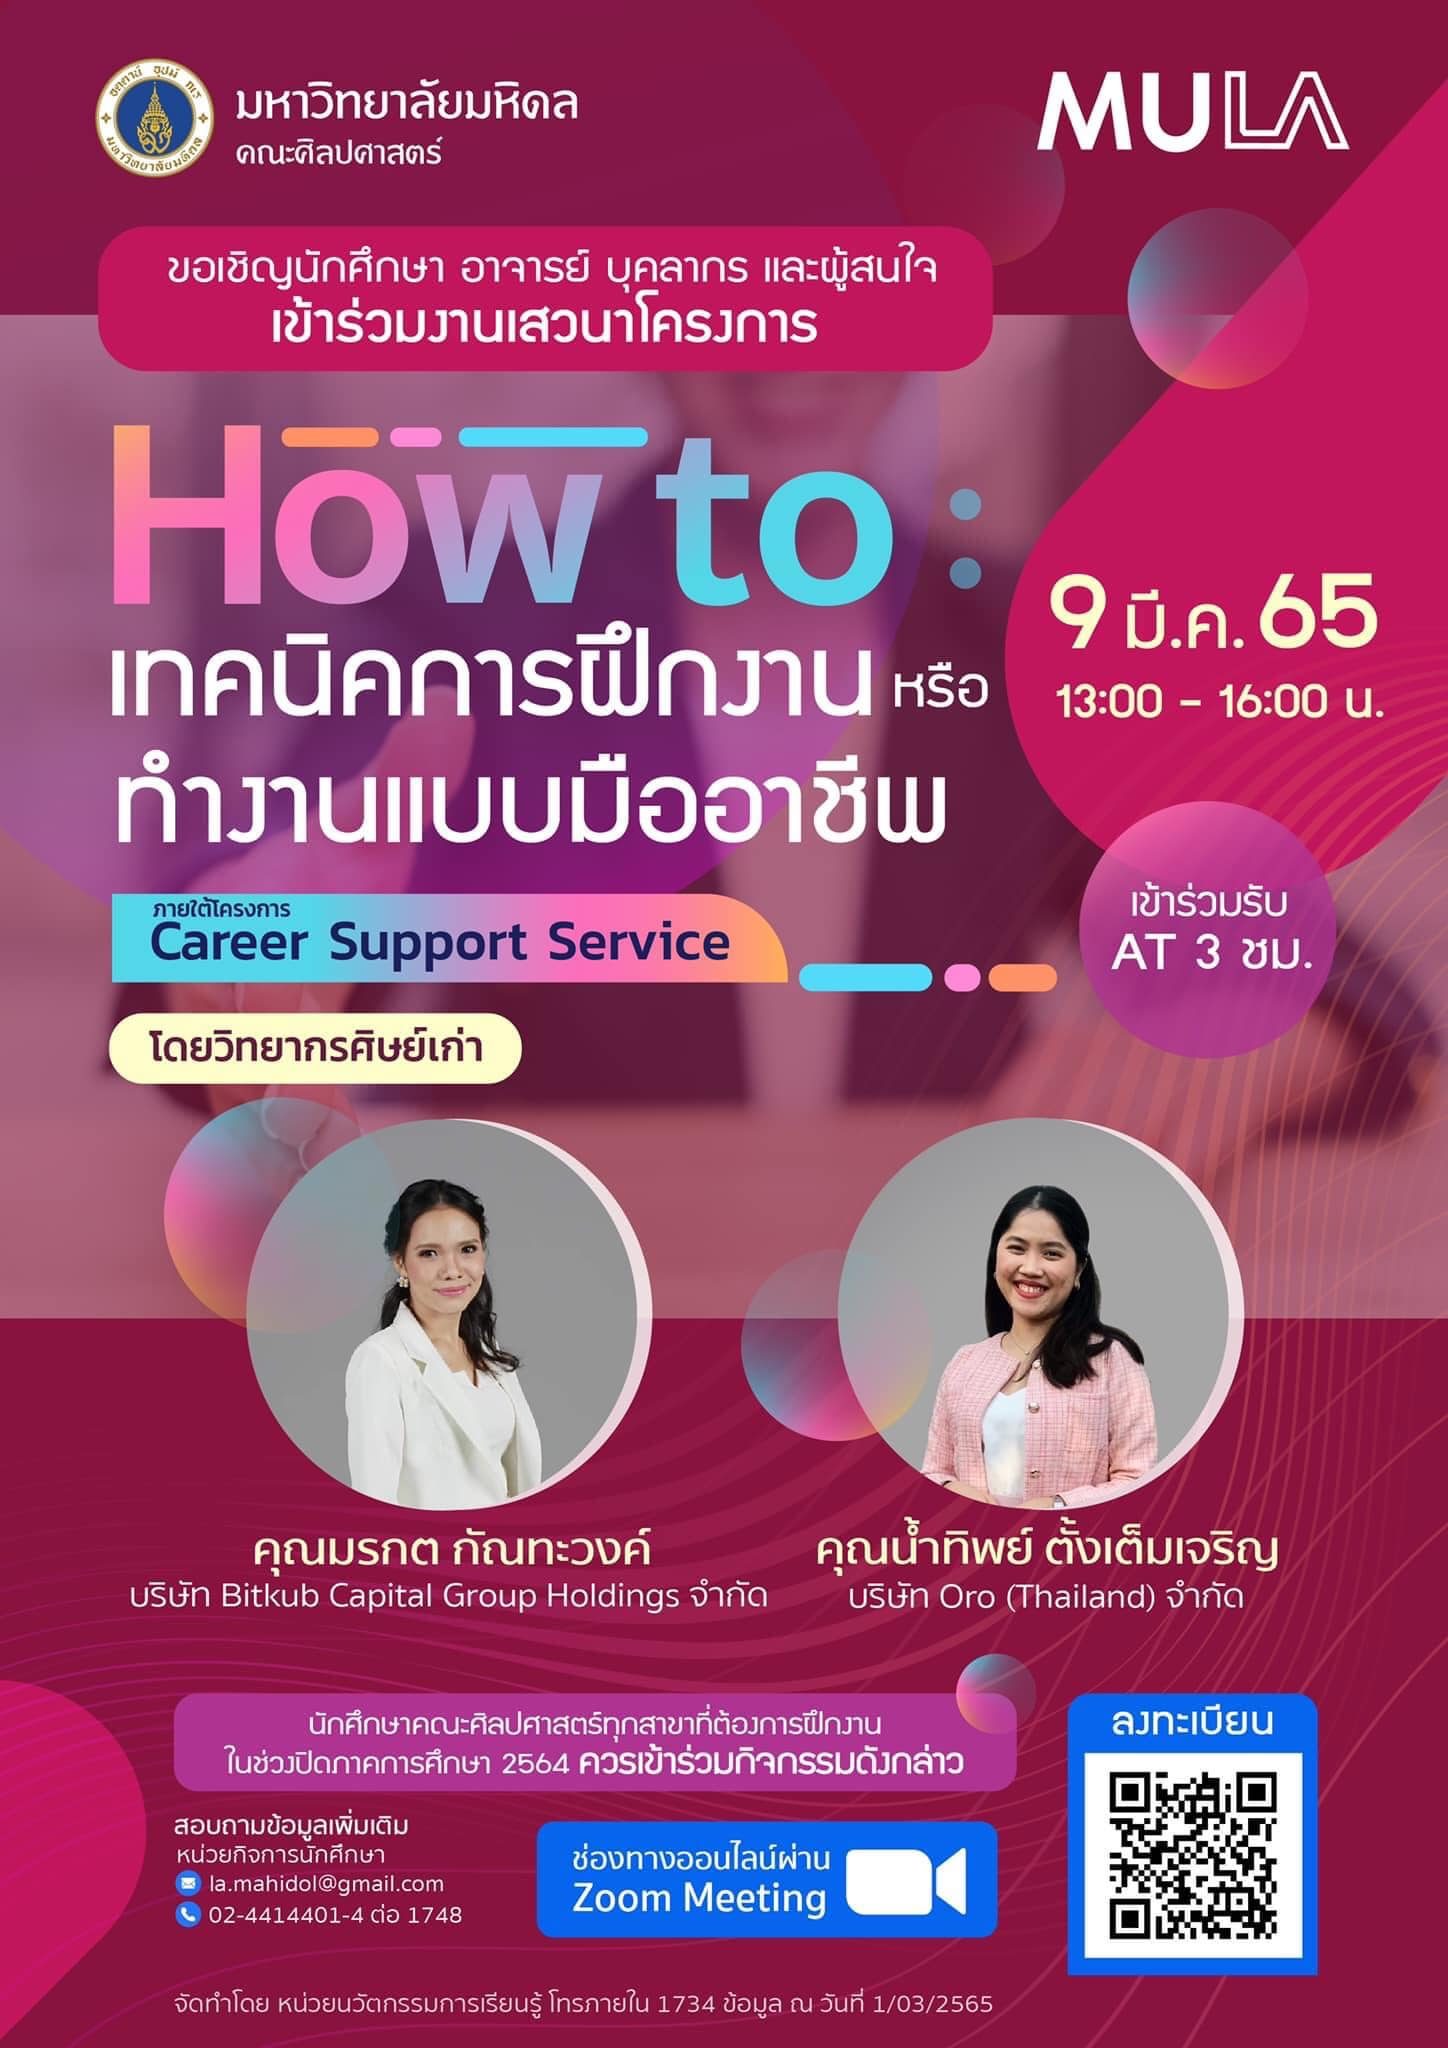 มหาวิทยาลัยมหิดล
คณะศิลปศาสตร์
MULA
ขอเชิญนักศึกษา อาจารย์ บุคลากร และผู้สนใจ
เข้าร่วมงานเสวนาโครงการ
How to :
เทคนิคการฝึกงาน หรือ
ทำงานแบบมืออาชีพ
9 มี.ค. 65
13:00 - 16:00 น.
ภายใต้โครงการ
Career Support Service
เข้าร่วมรับ
AT 3 ชม.
โดยวิทยากรศิษย์เก่า
คุณมรกต กัณทะวงค์
บริษัท Bitkub Capital Group Holdings จำกัด
คุณน้ำทิพย์ ตั้งเต็มเจริญ
บริษัท Oro (Thailand) จำกัด
นักศึกษาคณะศิลปศาสตร์ทุกสาขาที่ต้องการฝึกงาน
ในช่วงปิดภาคการศึกษา 2564 ควรเข้าร่วมกิจกรรมดังกล่าว
ลงทะเบียน
สอบถามข้อมูลเพิ่มเติม
หน่วยกิจการนักศึกษา
la.mahidol@gmail.com
02-4414401-4 ต่อ 1748
ช่องทางออนไลน์ผ่าน
Zoom Meeting
จัดทำโดย หน่วยนวัตกรรมการเรียนรู้ โทรภายใน 1734 ข้อมูล ณ วันที่ 1/03/2565